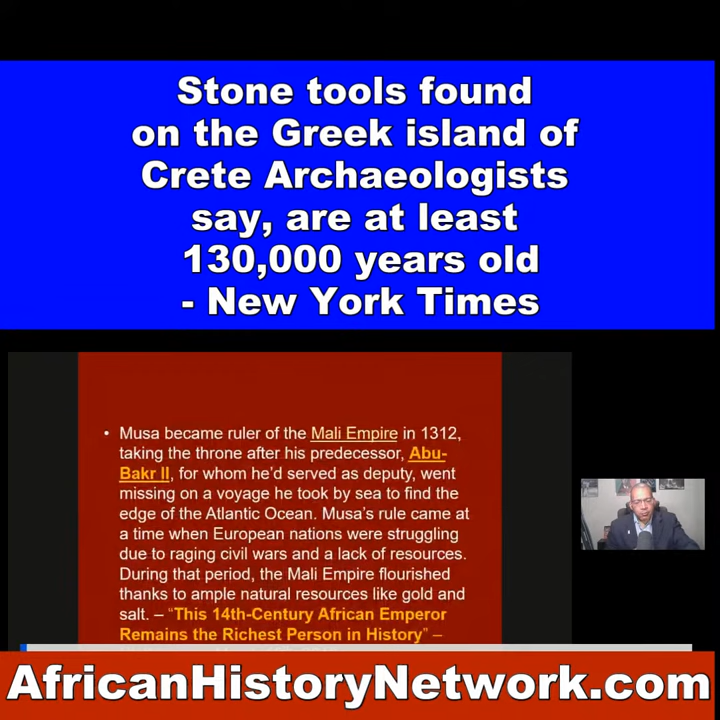 Stone tools found
on the Greek island of
Crete Archaeologists
say, are at least
130,000 years old
- New York Times
• Musa became ruler of the Mali Empire in 1312,
taking the throne after his predecessor, Abu-
Bakr II, for whom he'd served as deputy, went
missing on a voyage he took by sea to find the
edge of the Atlantic Ocean. Musa's rule came at
a time when European nations were struggling
due to raging civil wars and a lack of resources.
During that period, the Mali Empire flourished
thanks to ample natural resources like gold and
salt. – “This 14th-Century African Emperor
Remains the Richest Person in History” –
AfricanHistoryNetwork.com